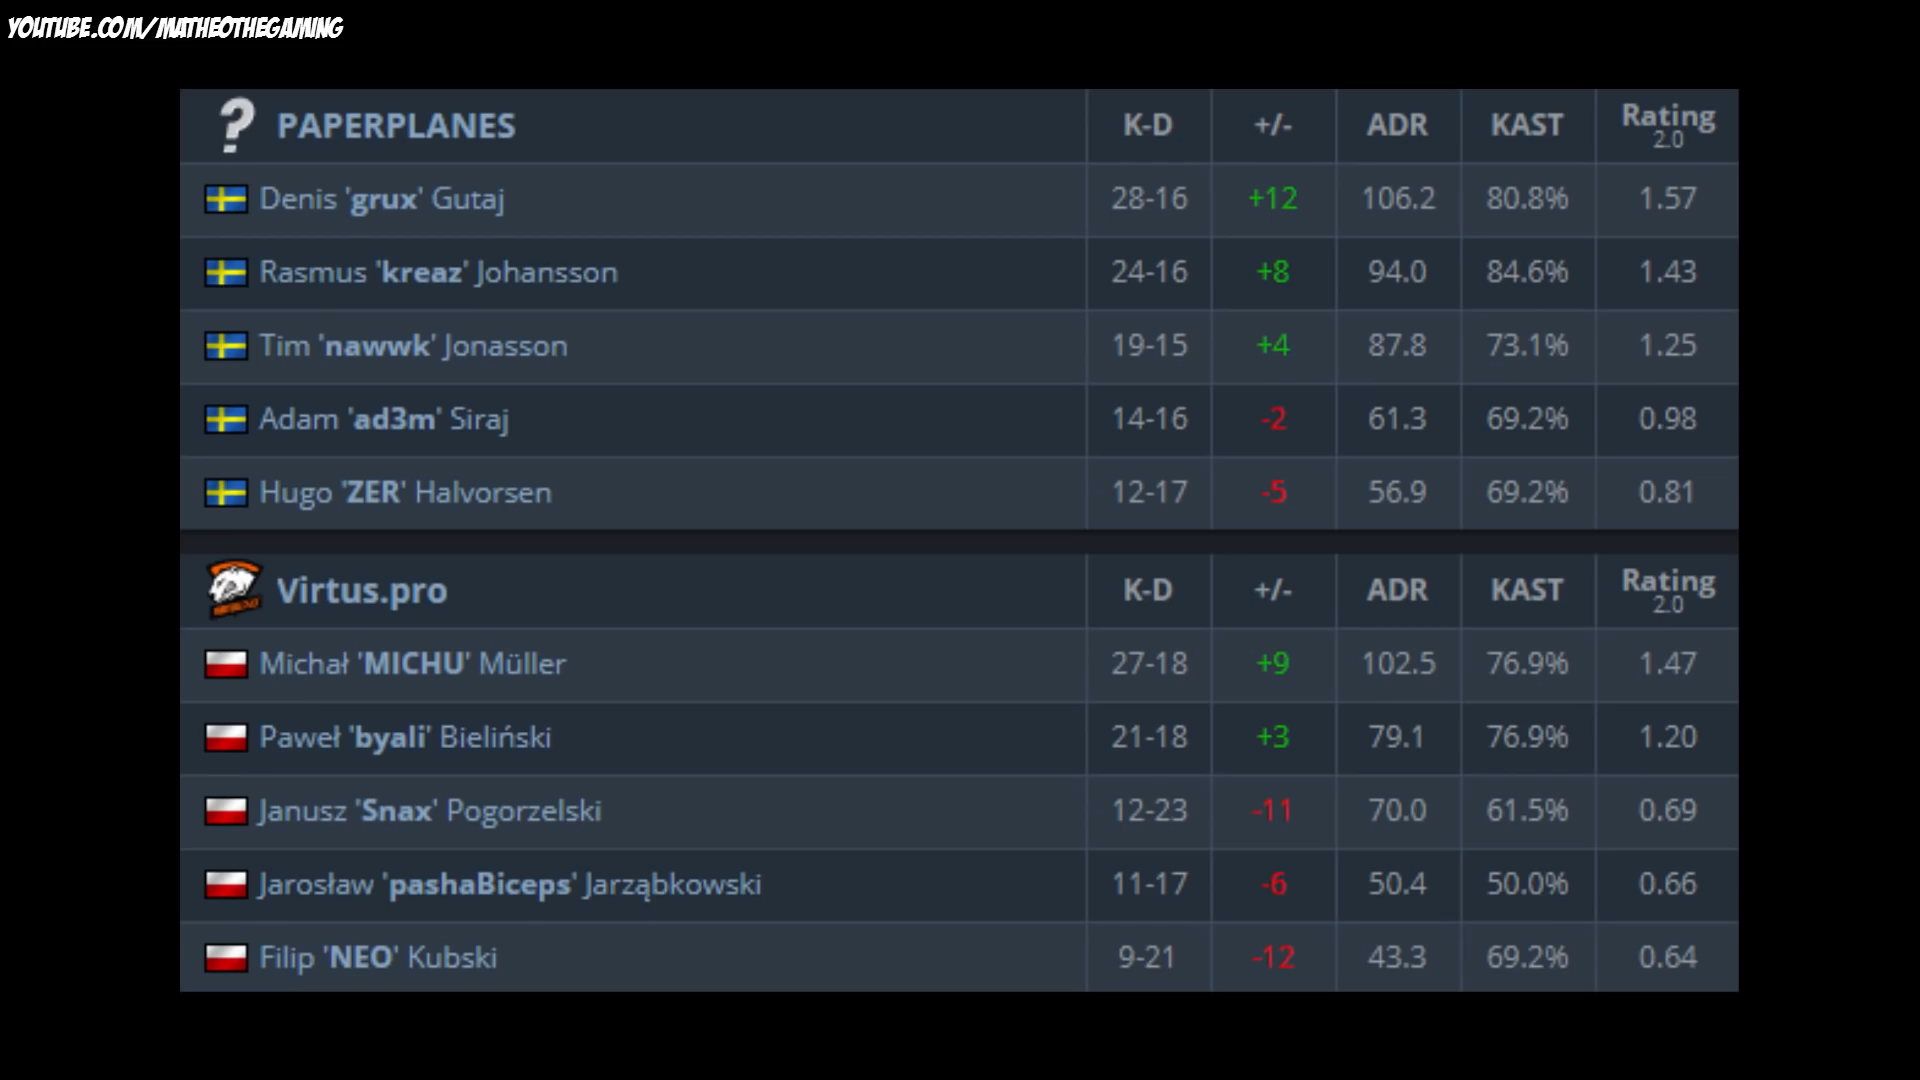 YOUTUBE.COM/MATHEOTHEGAMING
? PAPERPLANES K-D +/- ADR KAST Rating 2.0
Denis 'grux' Gutaj 28-16 +12 106.2 80.8% 1.57
Rasmus 'kreaz' Johansson 24-16 +8 94.0 84.6% 1.43
Tim 'nawwk' Jonasson 19-15 +4 87.8 73.1% 1.25
Adam 'ad3m' Siraj 14-16 -2 61.3 69.2% 0.98
Hugo 'ZER' Halvorsen 12-17 -5 56.9 69.2% 0.81
Virtus.pro K-D +/- ADR KAST Rating 2.0
Michał 'MICHU' Müller 27-18 +9 102.5 76.9% 1.47
Paweł 'byali' Bieliński 21-18 +3 79.1 76.9% 1.20
Janusz 'Snax' Pogorzelski 12-23 -11 70.0 61.5% 0.69
Jarosław 'pashaBiceps' Jarząbkowski 11-17 -6 50.4 50.0% 0.66
Filip 'NEO' Kubski 9-21 -12 43.3 69.2% 0.64